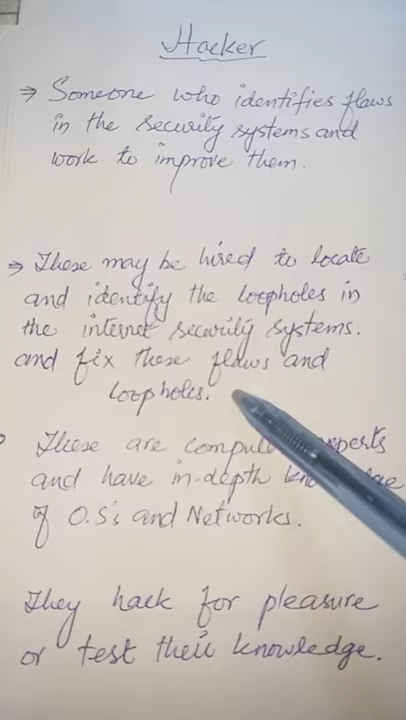 Hacker
⇒ Someone who identifies flaws
in the security systems and
work to improve them.
⇒ These may be hired to locate
and identify the loopholes in
the internet security systems.
and fix these flaws and
loopholes.
These are
and have in-depth
of O.S's and Networks.
They hack for pleasure
or test their knowledge.